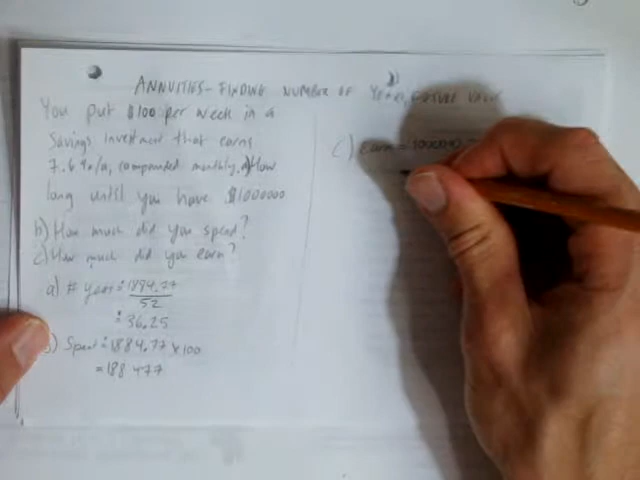 ANNUITIES - FINDING NUMBER OF YEARS, FUTURE VALUE
You put $100 per week in a
savings investment that earns
7.6%/a, compounded monthly. a) How
long until you have $1000000
b) How much did you spend?
c) How much did you earn?
a) # years = 1884.77
52
= 36.25
b) Spent = 1884.77 x 100
= 188 477
c) Earn = 1000000